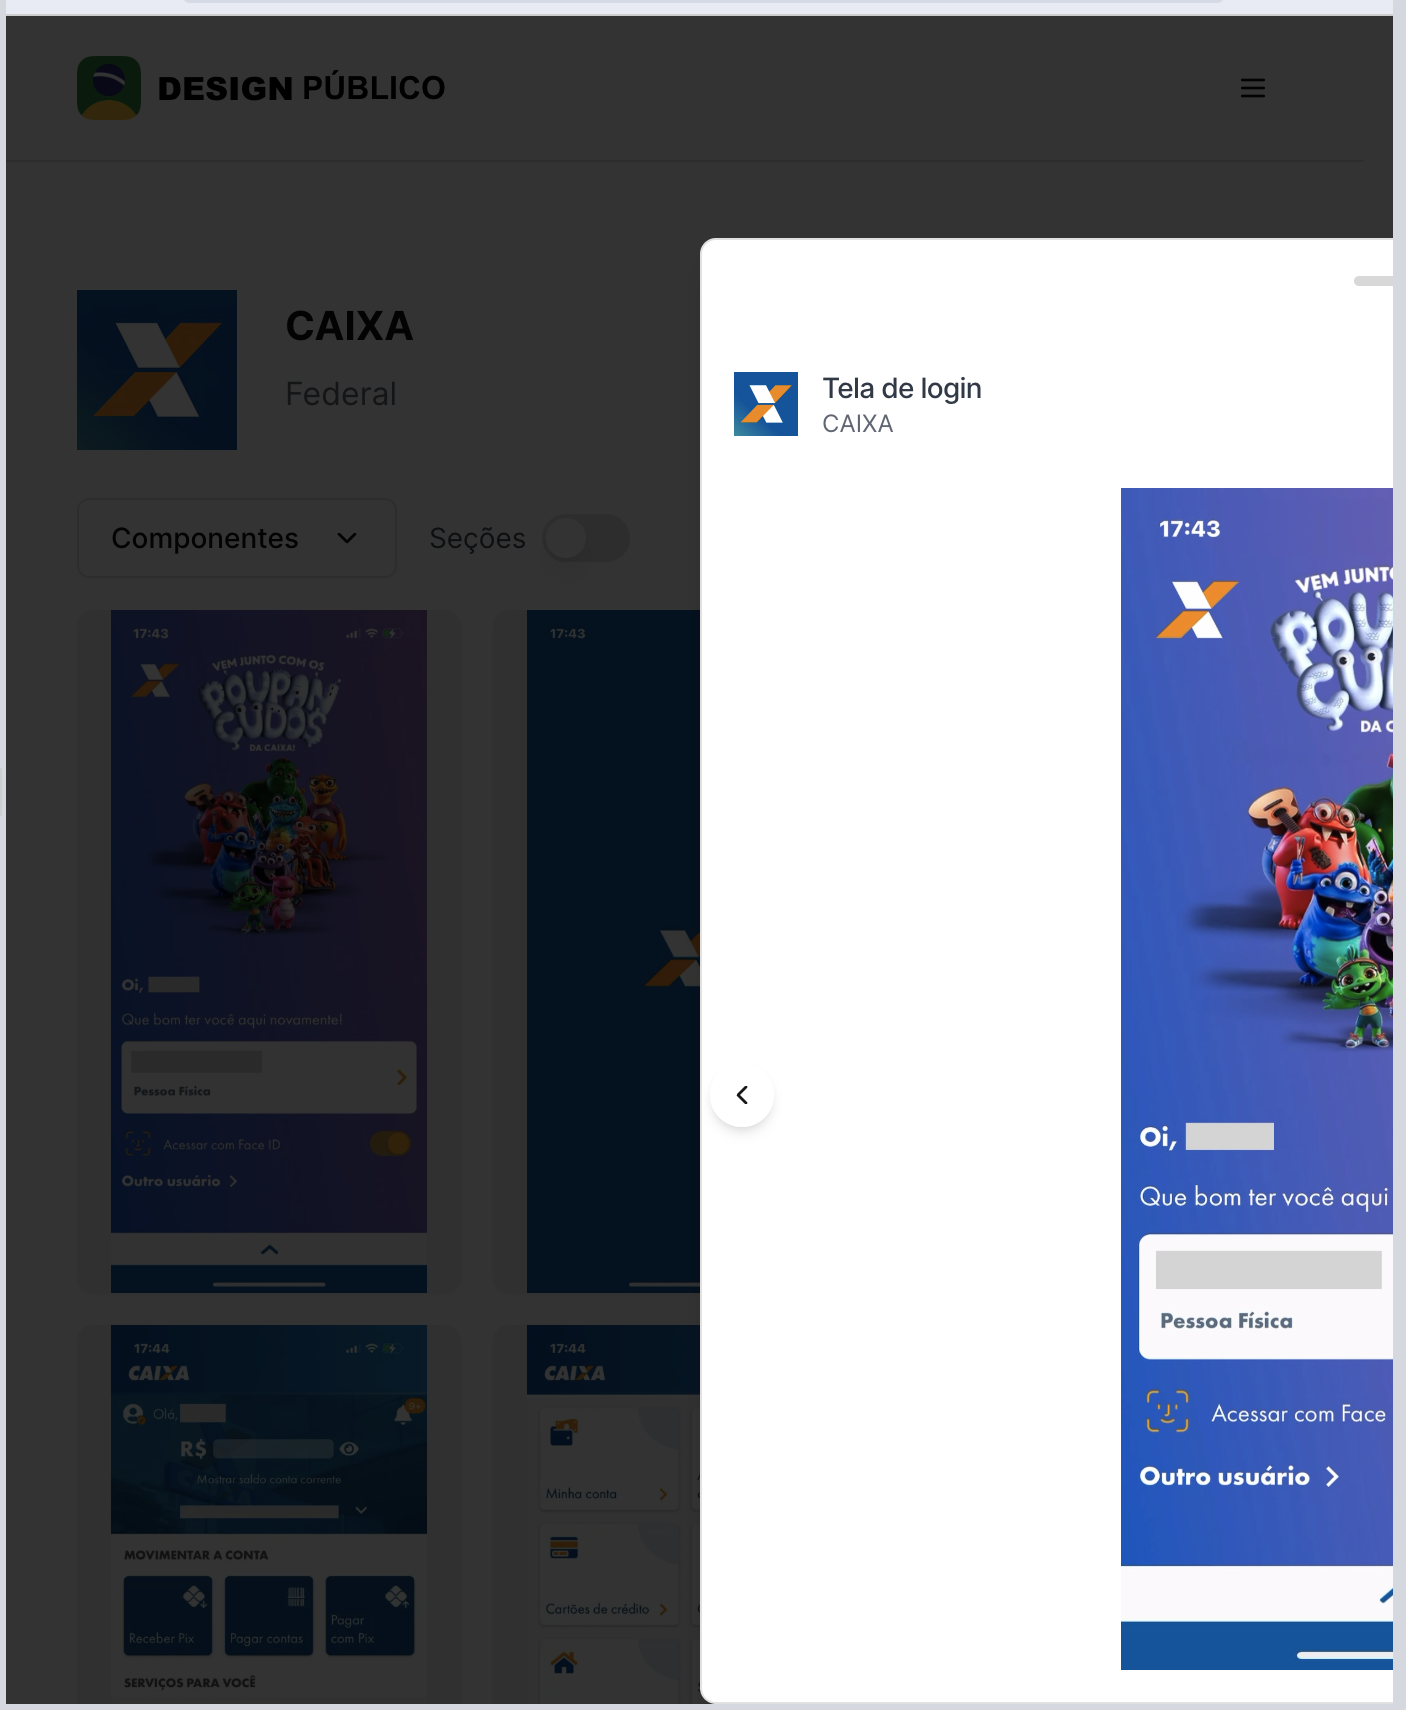 DESIGN PÚBLICO
CAIXA
Federal
Componentes
Seções
17:43
VEM JUNTO COM OS
POUPAN
ÇUDOS
DA CAIXA!
Oi,
Que bom ter você aqui novamente!
Pessoa Física
Acessar com Face ID
Outro usuário
17:43
17:44
CAIXA
Olá,
9+
R$
Mostrar saldo conta corrente
MOVIMENTAR A CONTA
Receber Pix
Pagar contas
Pagar
com Pix
SERVIÇOS PARA VOCÊ
17:44
CAIXA
Minha conta
Cartões de crédito
Tela de login
CAIXA
17:43
VEM JUNTO
POU
ÇU
DA C
Oi,
Que bom ter você aqui
Pessoa Física
Acessar com Face
Outro usuário